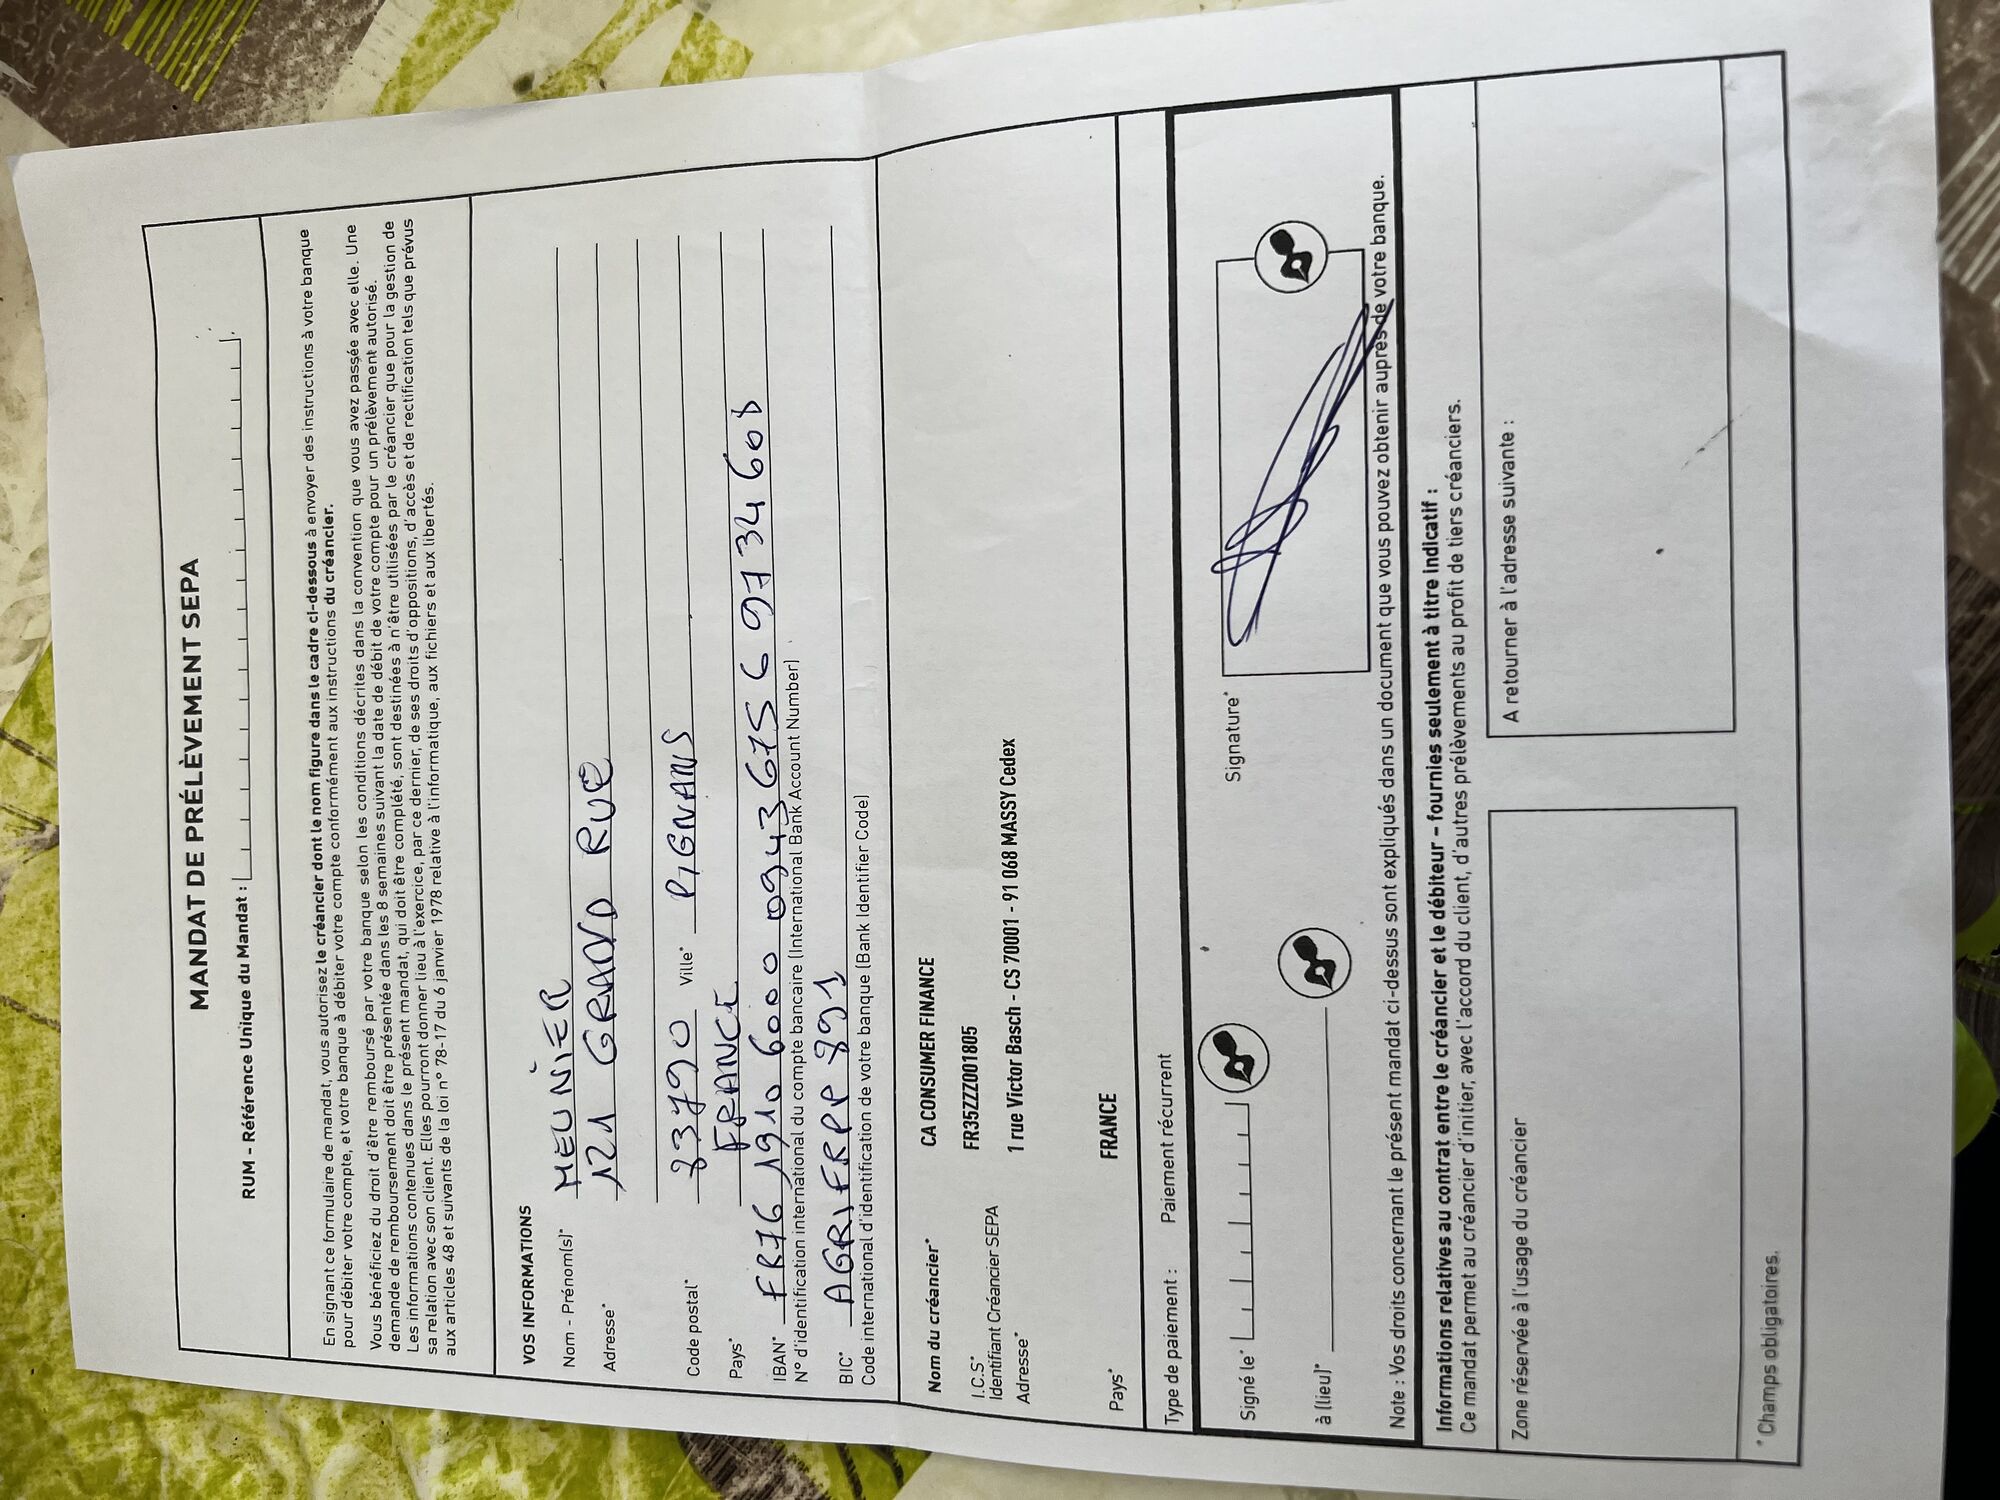 MANDAT DE PRÉLÈVEMENT SEPA
RUM - Référence Unique du Mandat :
En signant ce formulaire de mandat, vous autorisez le créancier dont le nom figure dans le cadre ci-dessous à envoyer des instructions à votre banque
pour débiter votre compte, et votre banque à débiter votre compte conformément aux instructions du créancier.
Vous bénéficiez du droit d'être remboursé par votre banque selon les conditions décrites dans la convention que vous avez passée avec elle. Une
demande de remboursement doit être présentée dans les 8 semaines suivant la date de débit de votre compte pour un prélèvement autorisé.
Les informations contenues dans le présent mandat, qui doit être complété, sont destinées à n'être utilisées par le créancier que pour la gestion de
sa relation avec son client. Elles pourront donner lieu à l'exercice, par ce dernier, de ses droits d'oppositions, d'accès et de rectification tels que prévus
aux articles 48 et suivants de la loi n° 78-17 du 6 janvier 1978 relative à l'informatique, aux fichiers et aux libertés.
VOS INFORMATIONS
Nom - Prénom(s)* MEUNIER
Adresse* 121 GRAND RUE
Code postal* 83790 Ville* PIGNANS
Pays* FRANCE
IBAN* FR76 1910 6000 0943 6756 9734 608
N° d'identification international du compte bancaire (International Bank Account Number)
BIC* AGRIFRPP 891
Code international d'identification de votre banque (Bank Identifier Code)
Nom du créancier* CA CONSUMER FINANCE
I.C.S* FR35ZZZ001805
Identifiant Créancier SEPA
Adresse* 1 rue Victor Basch - CS 70001 - 91 068 MASSY Cedex
Pays* FRANCE
Type de paiement : Paiement récurrent
Signé le* Signature*
à (lieu)*
Note : Vos droits concernant le présent mandat ci-dessus sont expliqués dans un document que vous pouvez obtenir auprès de votre banque.
Informations relatives au contrat entre le créancier et le débiteur – fournies seulement à titre indicatif :
Ce mandat permet au créancier d'initier, avec l'accord du client, d'autres prélèvements au profit de tiers créanciers.
Zone réservée à l'usage du créancier
A retourner à l'adresse suivante :
* Champs obligatoires.